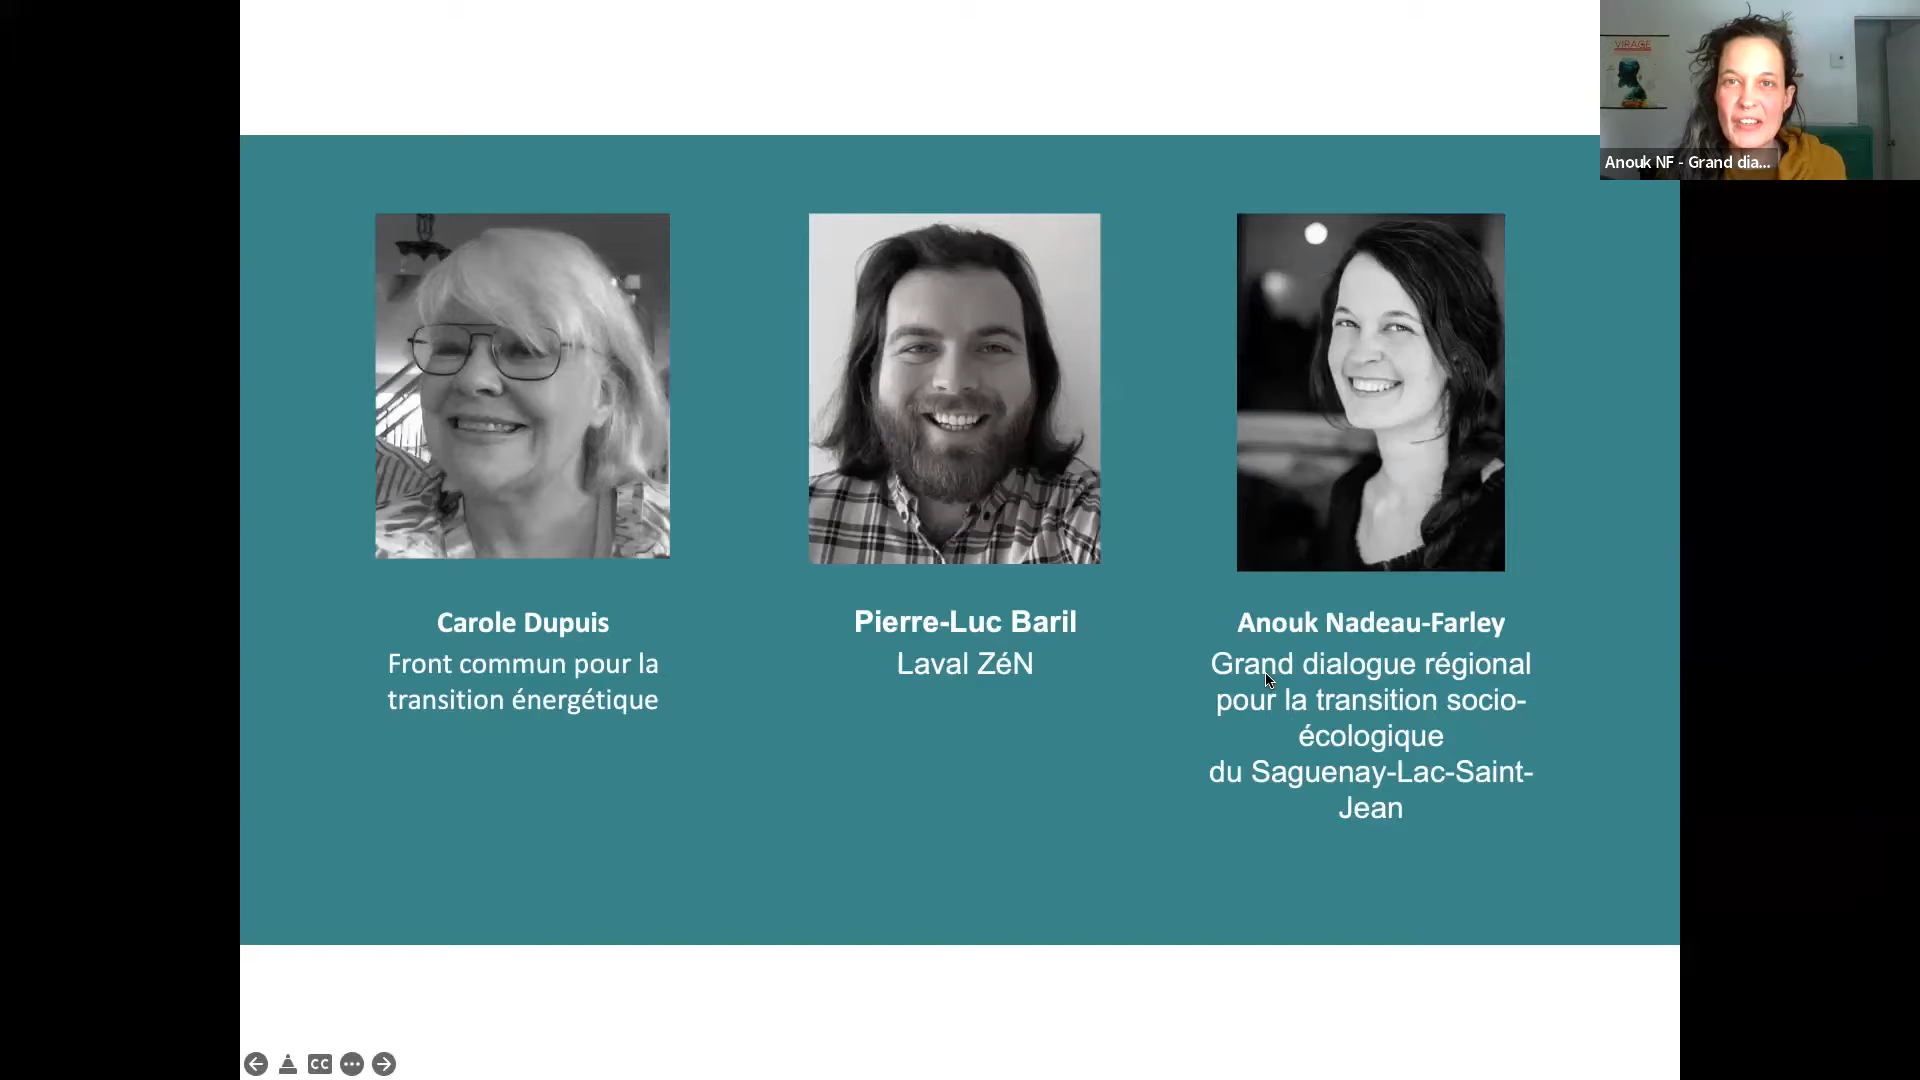 VIRAGE
Anouk NF - Grand dia...
Carole Dupuis
Front commun pour la
transition énergétique
Pierre-Luc Baril
Laval ZéN
Anouk Nadeau-Farley
Grand dialogue régional
pour la transition socio-
écologique
du Saguenay-Lac-Saint-
Jean
CC